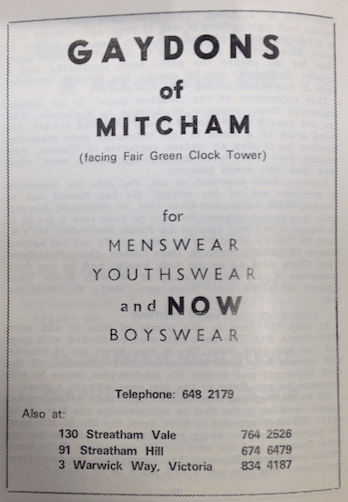 GAYDONS
of
MITCHAM
(facing Fair Green Clock Tower)
for
MENSWEAR
YOUTHSWEAR
and NOW
BOYSWEAR
Telephone: 648 2179
Also at:
130 Streatham Vale 764 2526
91 Streatham Hill 674 6479
3 Warwick Way, Victoria 834 4187